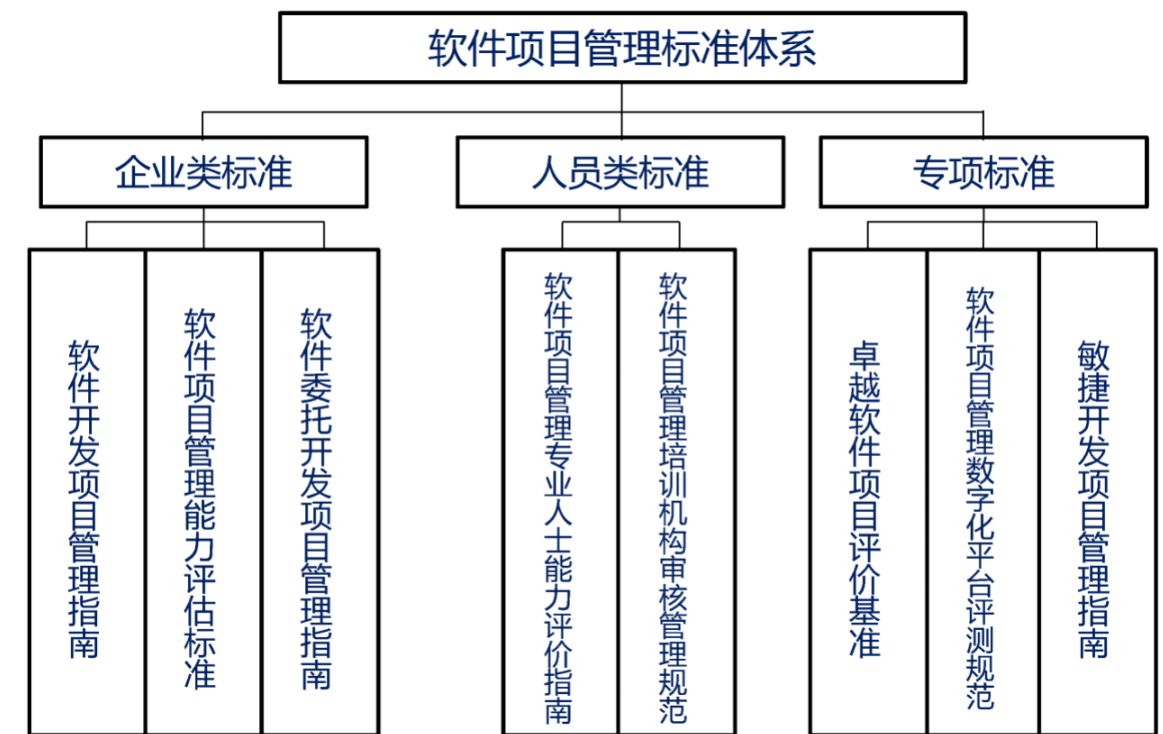 软件项目管理标准体系
企业类标准
人员类标准
专项标准
软件开发项目管理指南
软件项目管理能力评估标准
软件委托开发项目管理指南
软件项目管理专业人士能力评价指南
软件项目管理培训机构审核管理规范
卓越软件项目评价基准
软件项目管理数字化平台评测规范
敏捷开发项目管理指南